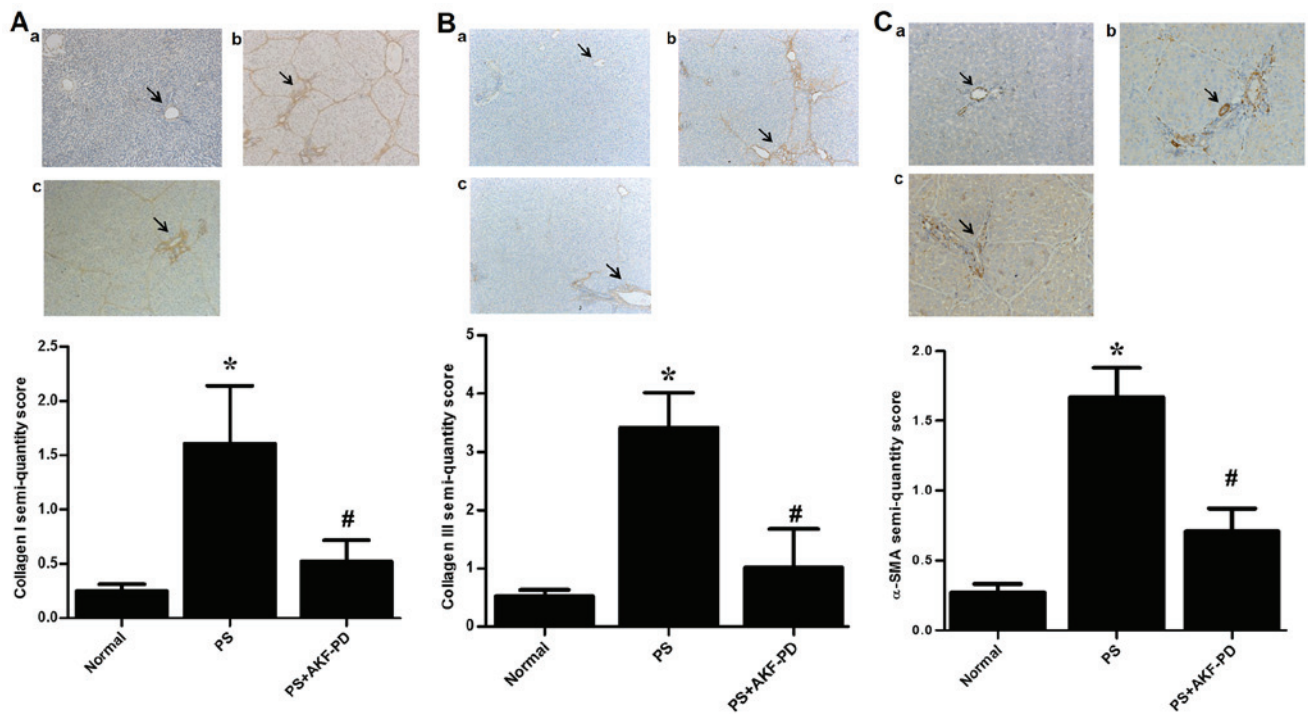 A
a
b
c
Collagen I semi-quantity score
2.5
2.0
1.5
1.0
0.5
0.0
*
#
Normal
PS
PS+AKF-PD
B
a
b
c
Collagen III semi-quantity score
5
4
3
2
1
0
*
#
Normal
PS
PS+AKF-PD
C
a
b
c
α-SMA semi-quantity score
2.0
1.5
1.0
0.5
0.0
*
#
Normal
PS
PS+AKF-PD